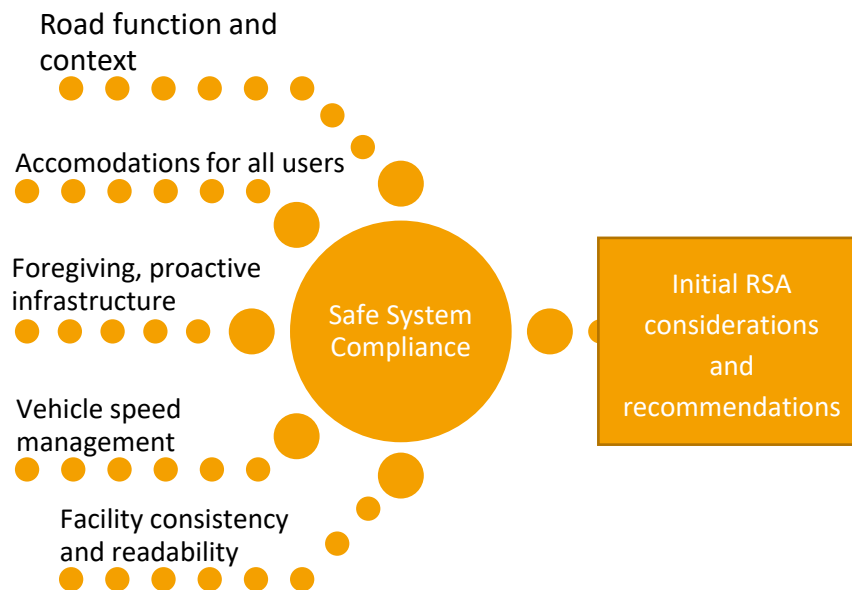 Road function and
context
Accomodations for all users
Foregiving, proactive
infrastructure
Vehicle speed
management
Facility consistency
and readability
Safe System
Compliance
Initial RSA
considerations
and
recommendations